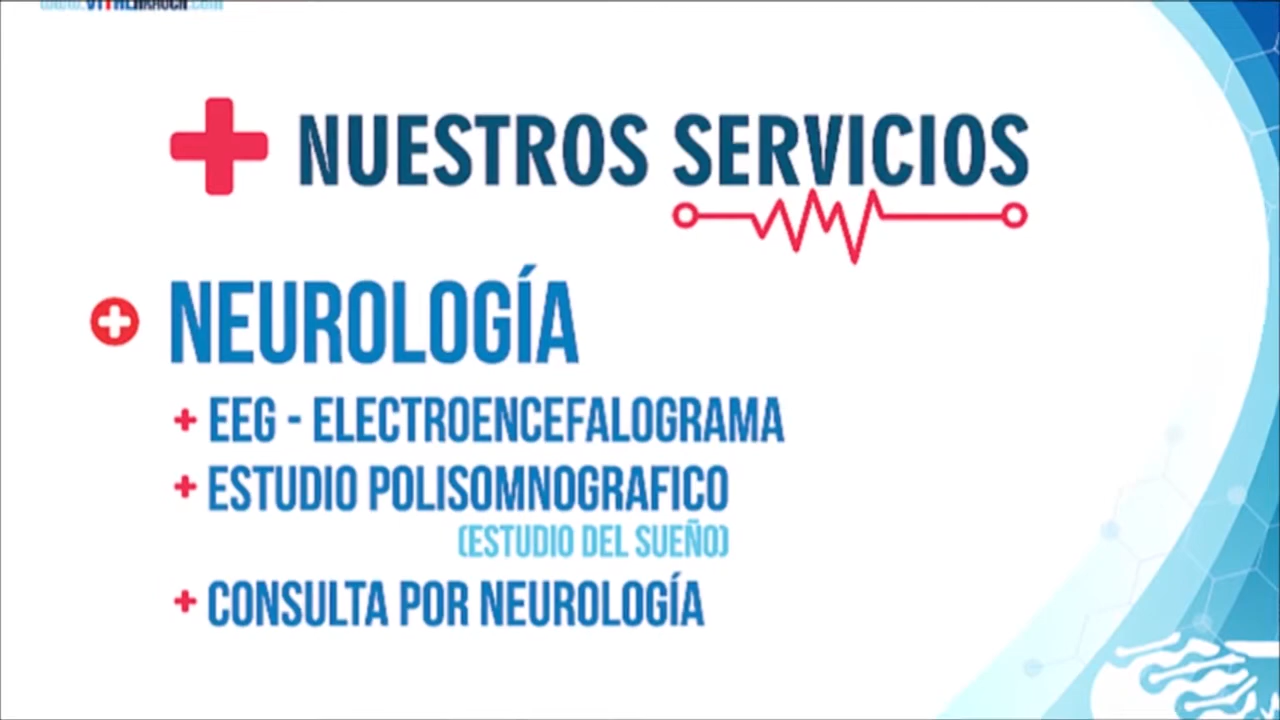 NUESTROS SERVICIOS
NEUROLOGÍA
+ EEG - ELECTROENCEFALOGRAMA
+ ESTUDIO POLISOMNOGRAFICO
(ESTUDIO DEL SUEÑO)
+ CONSULTA POR NEUROLOGÍA